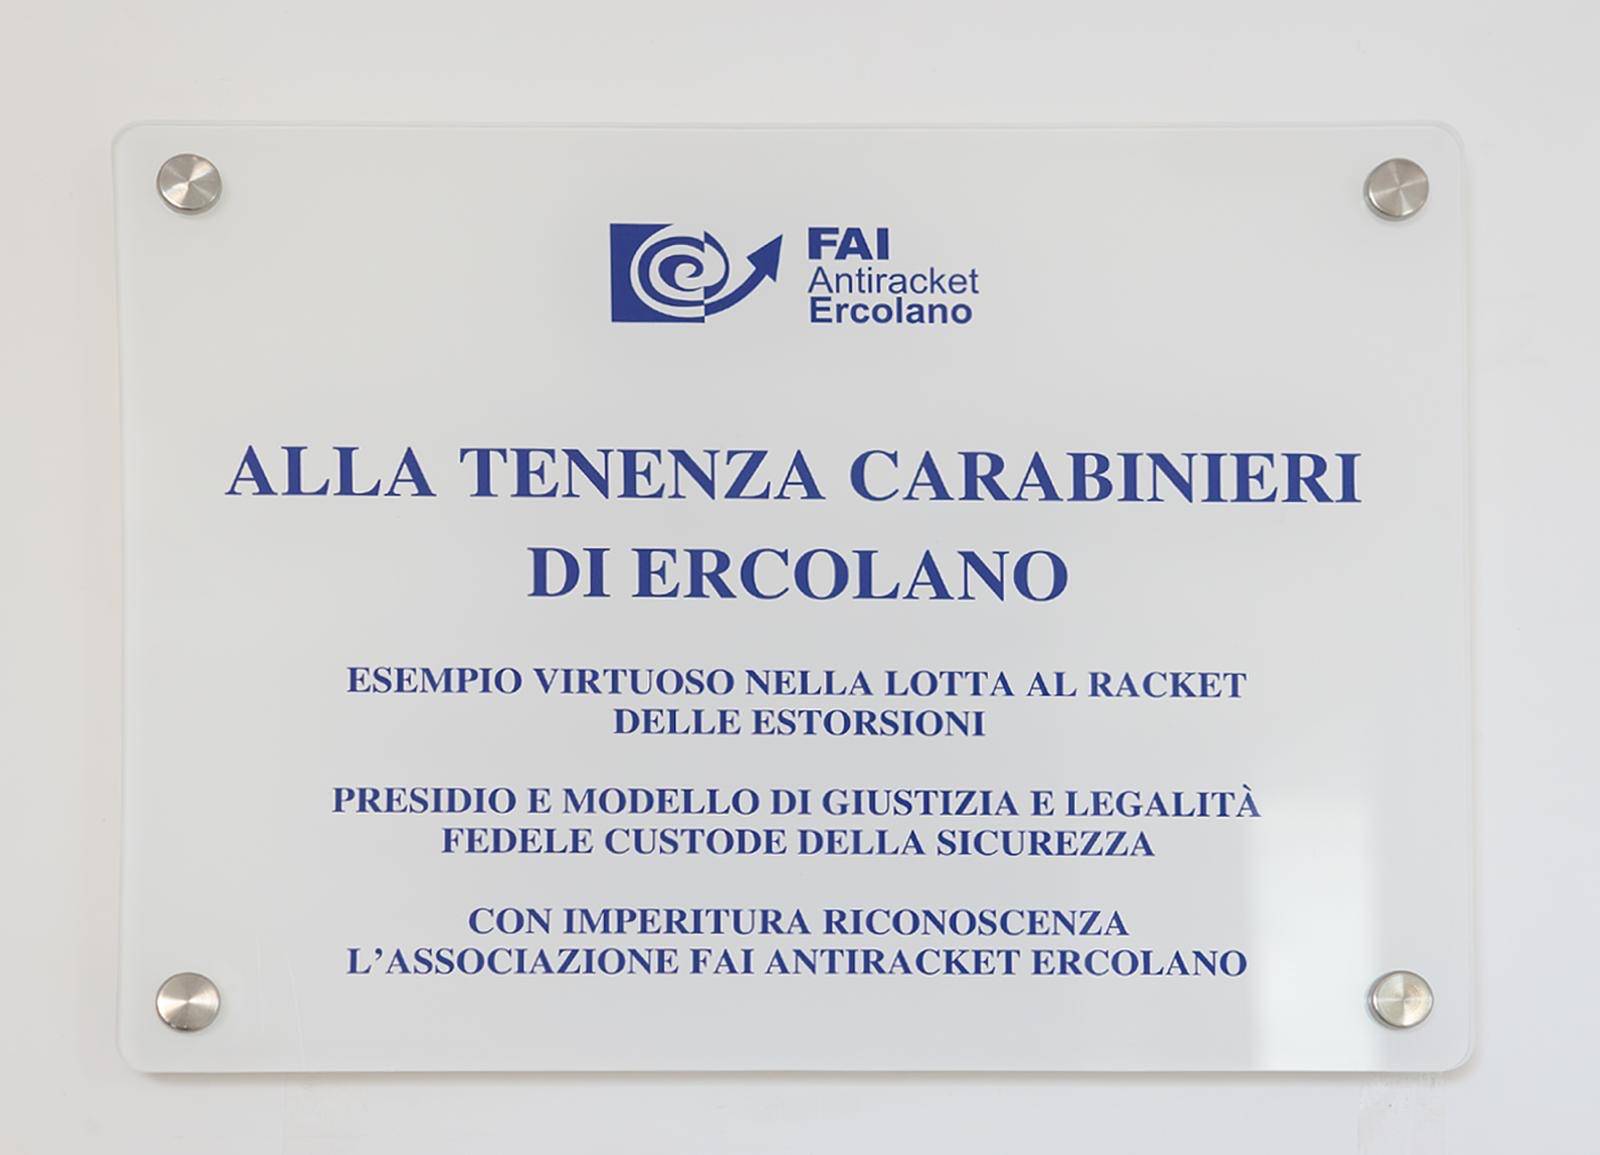 FAI
Antiracket
Ercolano
ALLA TENENZA CARABINIERI
DI ERCOLANO
ESEMPIO VIRTUOSO NELLA LOTTA AL RACKET
DELLE ESTORSIONI
PRESIDIO E MODELLO DI GIUSTIZIA E LEGALITÀ
FEDELE CUSTODE DELLA SICUREZZA
CON IMPERITURA RICONOSCENZA
L’ASSOCIAZIONE FAI ANTIRACKET ERCOLANO